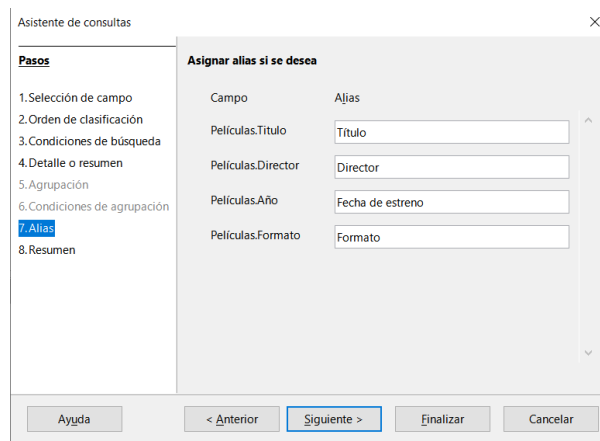 Asistente de consultas
Pasos
1.Selección de campo
2.Orden de clasificación
3.Condiciones de búsqueda
4.Detalle o resumen
5.Agrupación
6.Condiciones de agrupación
7.Alias
8.Resumen
Asignar alias si se desea
Campo Alias
Películas.Titulo Título
Películas.Director Director
Películas.Año Fecha de estreno
Películas.Formato Formato
Ayuda < Anterior Siguiente > Finalizar Cancelar